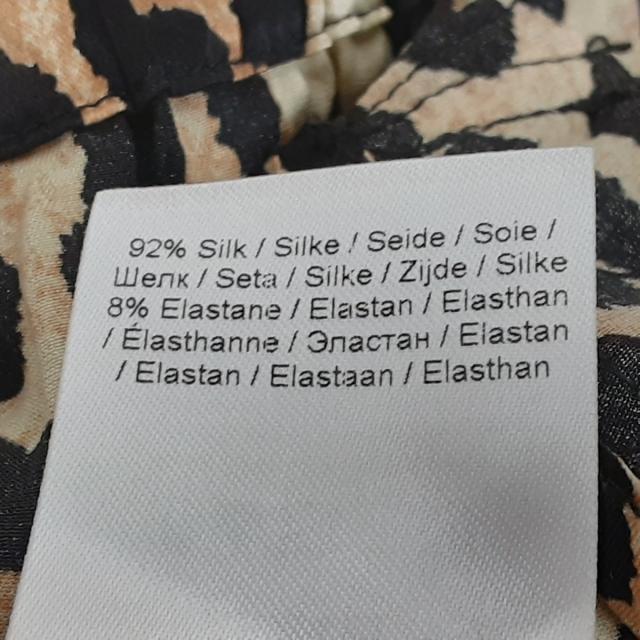 92% Silk / Silke / Seide / Soie /
Шелк / Seta / Silke / Zijde / Silke
8% Elastane / Elastan / Elasthan
/ Élasthanne / Эластан / Elastan
/ Elastan / Elastaan / Elasthan